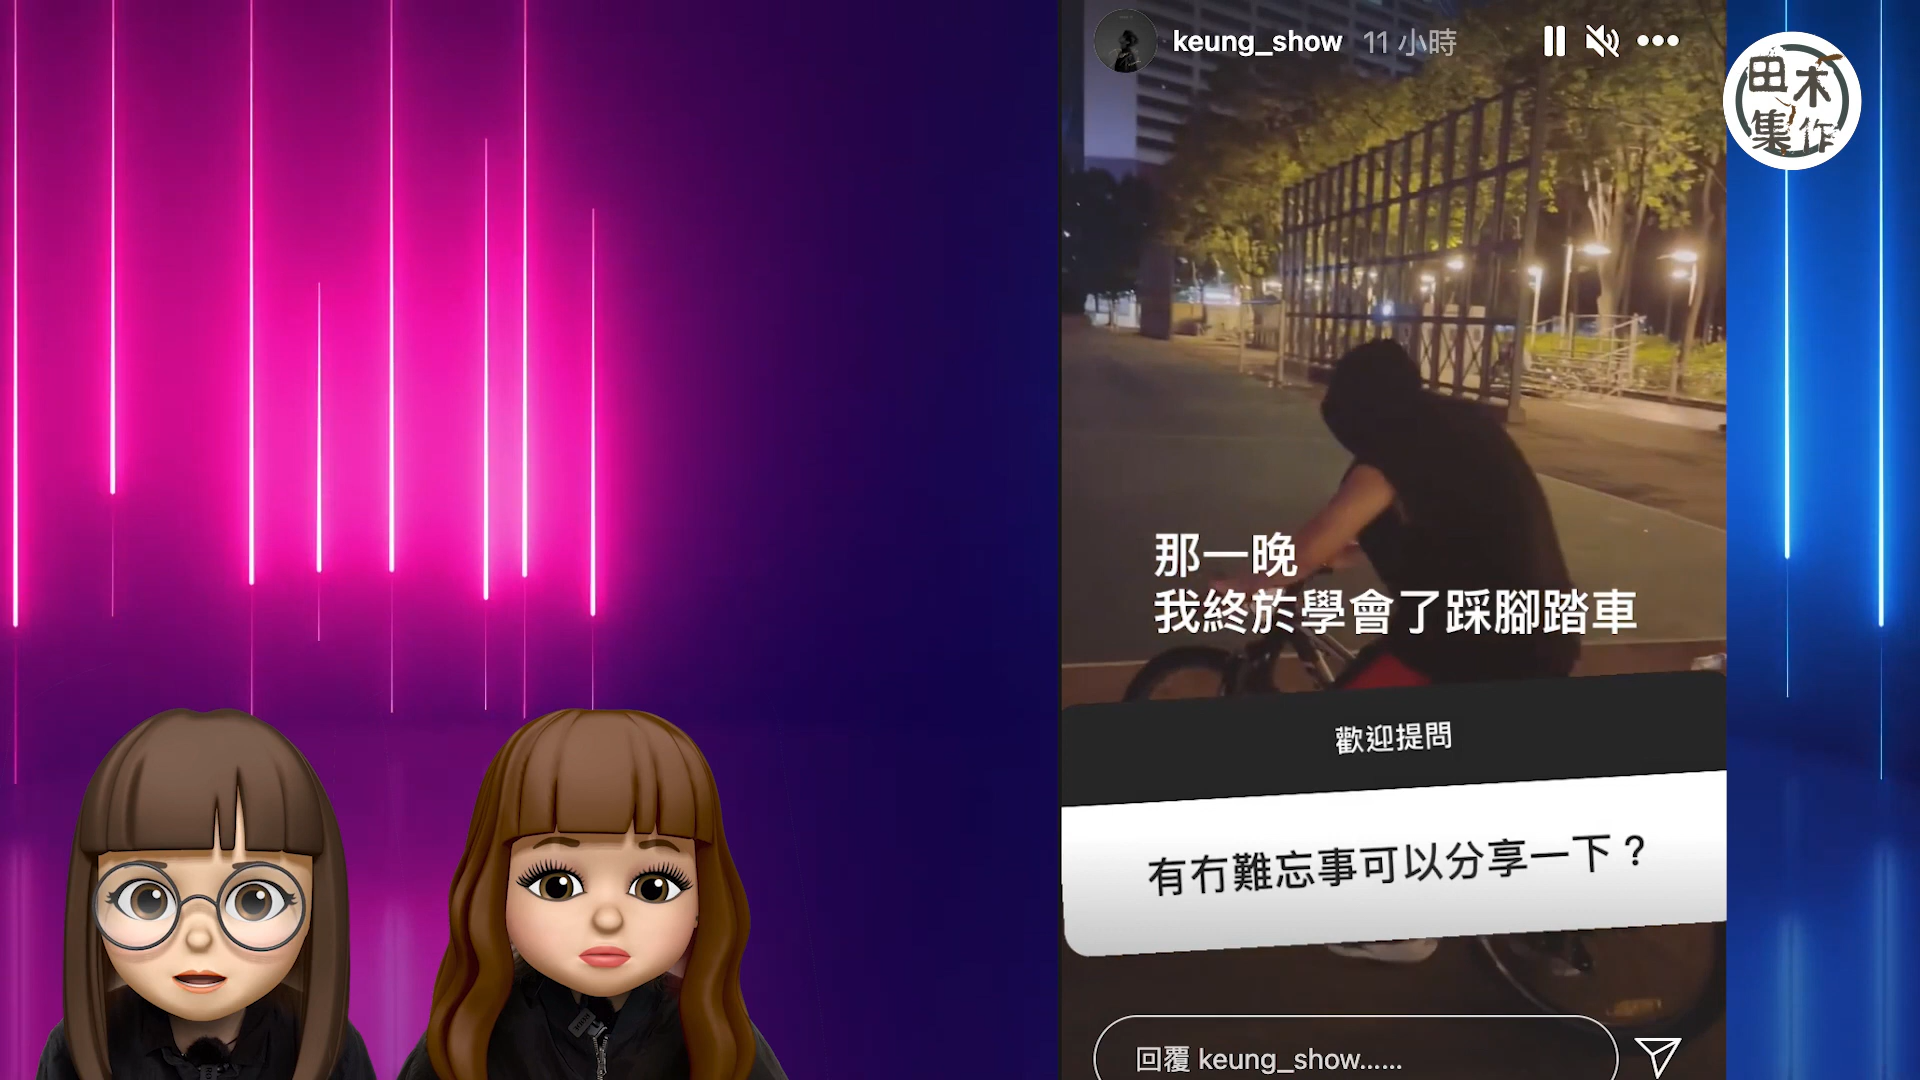 keung_show 11 小時
田木
集作
那一晚
我終於學會了踩腳踏車
歡迎提問
有冇難忘事可以分享一下？
回覆 keung_show......